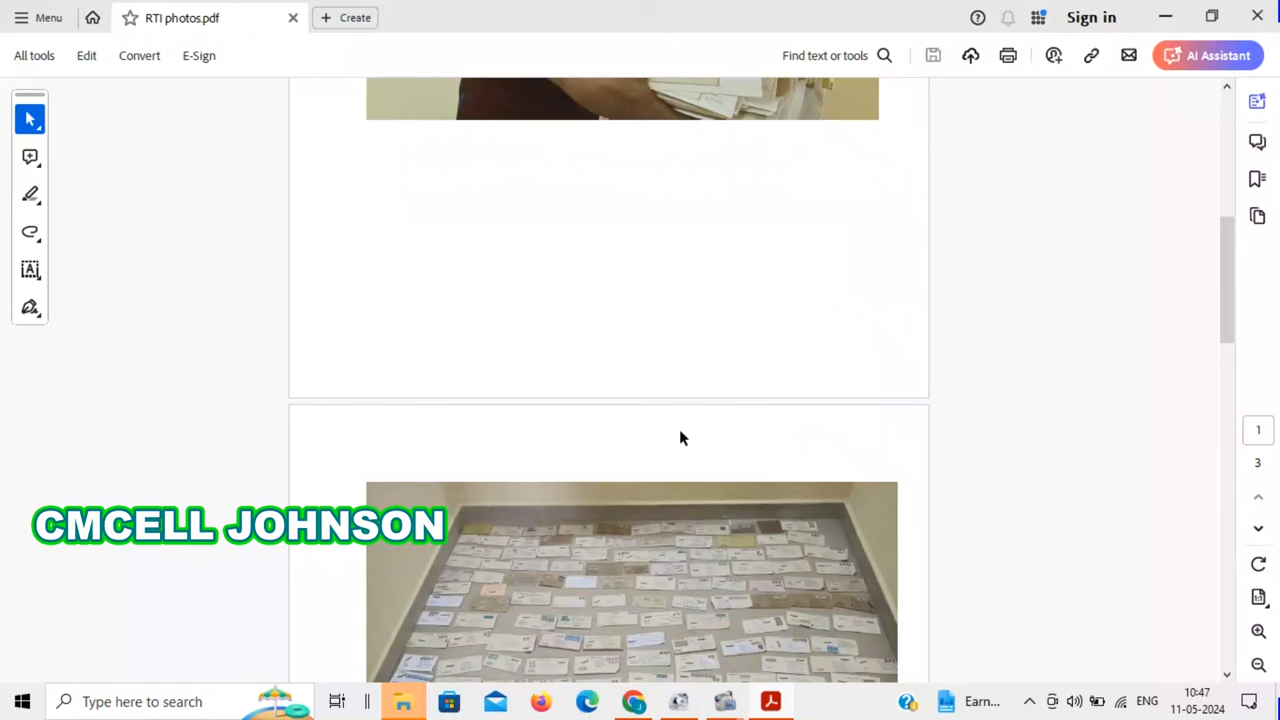 Menu
RTI photos.pdf
Create
Sign in
All tools
Edit
Convert
E-Sign
Find text or tools
AI Assistant
1
3
CMCELL JOHNSON
Type here to search
Earn...
ENG
10:47
11-05-2024